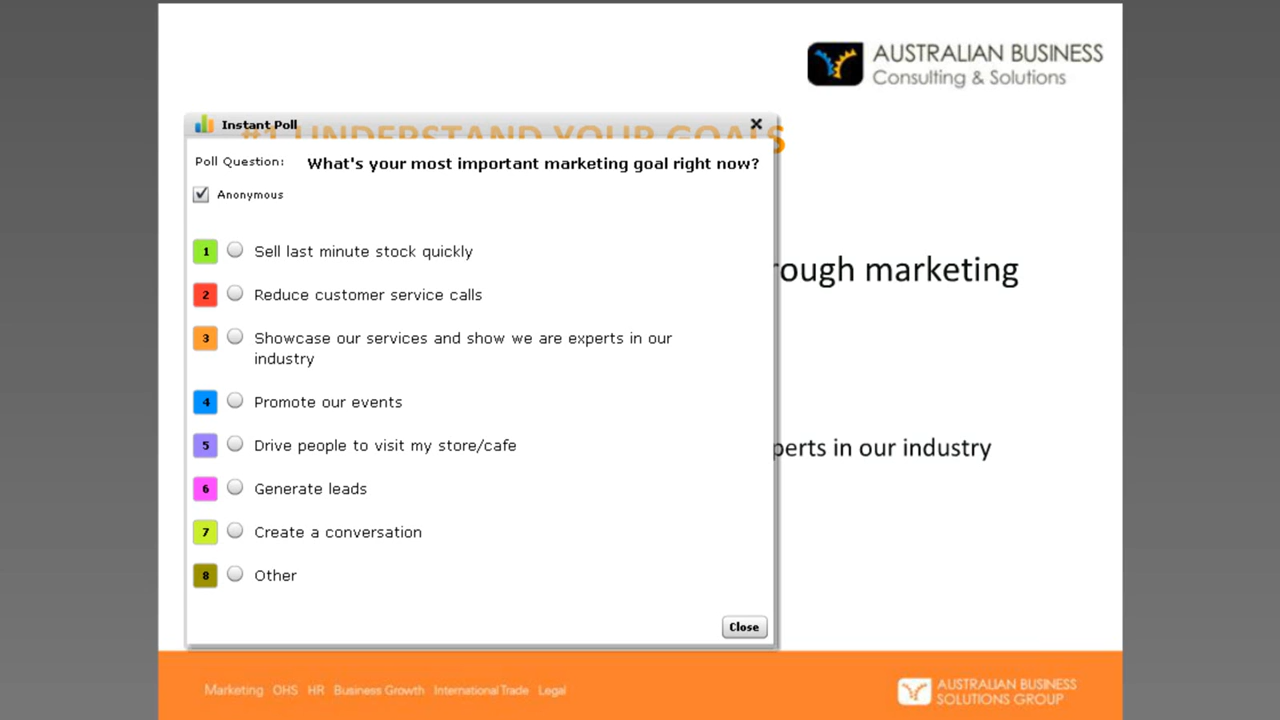 AUSTRALIAN BUSINESS
Consulting & Solutions
Instant Poll
#1 UNDERSTAND YOUR GOALS
Poll Question: What's your most important marketing goal right now?
Anonymous
1 Sell last minute stock quickly
rough marketing
2 Reduce customer service calls
3 Showcase our services and show we are experts in our
industry
4 Promote our events
5 Drive people to visit my store/cafe
perts in our industry
6 Generate leads
7 Create a conversation
8 Other
Close
Marketing OHS HR Business Growth International Trade Legal
AUSTRALIAN BUSINESS
SOLUTIONS GROUP